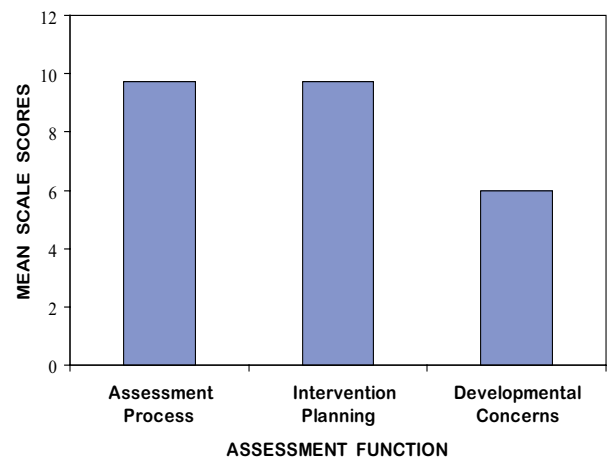 MEAN SCALE SCORES
12
10
8
6
4
2
0
Assessment
Process
Intervention
Planning
Developmental
Concerns
ASSESSMENT FUNCTION